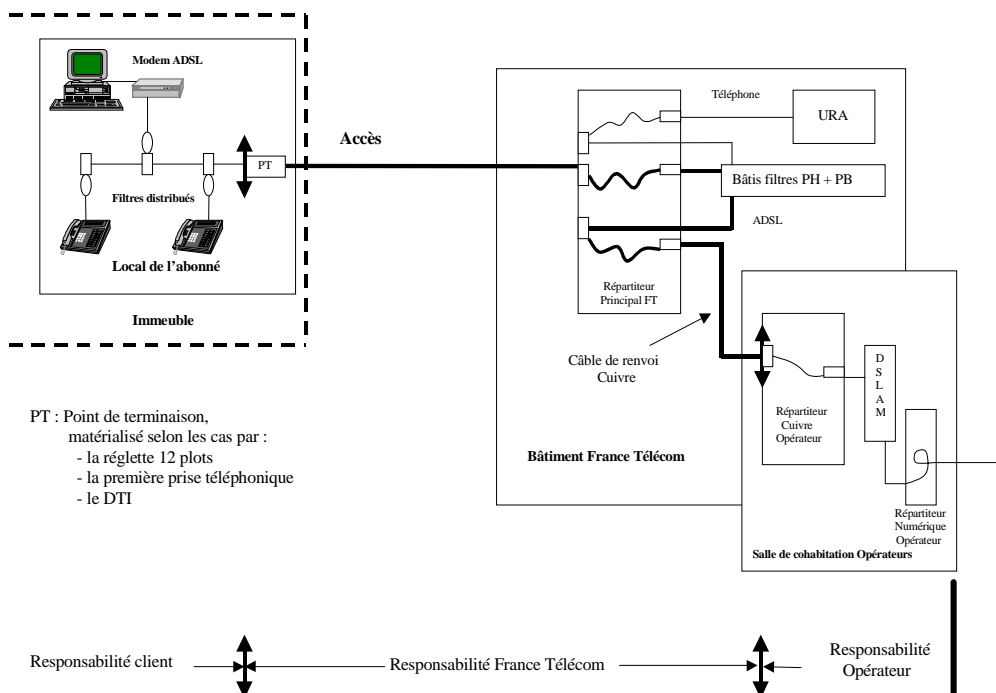 Modem ADSL
PT
Filtres distribués
Local de l’abonné
Immeuble
Accès
Téléphone
URA
Bâtis filtres PH + PB
ADSL
Répartiteur
Principal FT
Câble de renvoi
Cuivre
Bâtiment France Télécom
Répartiteur
Cuivre
Opérateur
D
S
L
A
M
Répartiteur
Numérique
Opérateur
Salle de cohabitation Opérateurs
PT : Point de terminaison,
matérialisé selon les cas par :
- la réglette 12 plots
- la première prise téléphonique
- le DTI
Responsabilité client
Responsabilité France Télécom
Responsabilité
Opérateur